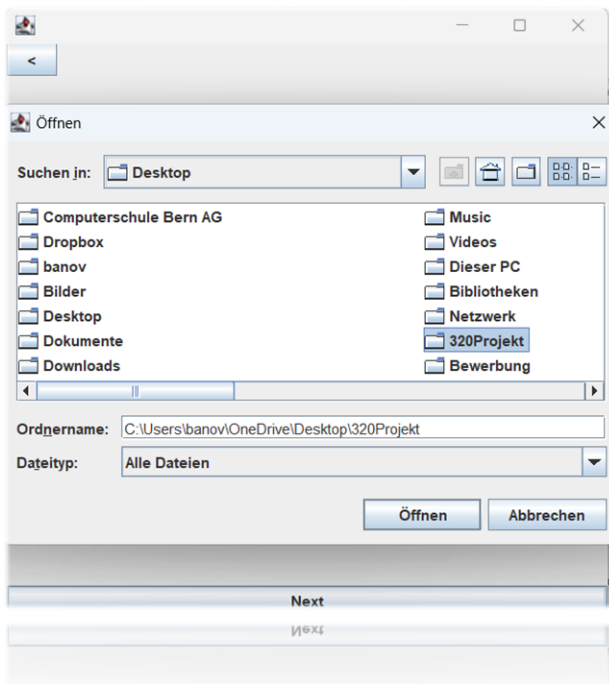 <
Öffnen
Suchen in: Desktop
Computerschule Bern AG
Dropbox
banov
Bilder
Desktop
Dokumente
Downloads
Music
Videos
Dieser PC
Bibliotheken
Netzwerk
320Projekt
Bewerbung
Ordnername: C:\Users\banov\OneDrive\Desktop\320Projekt
Dateityp: Alle Dateien
Öffnen Abbrechen
Next